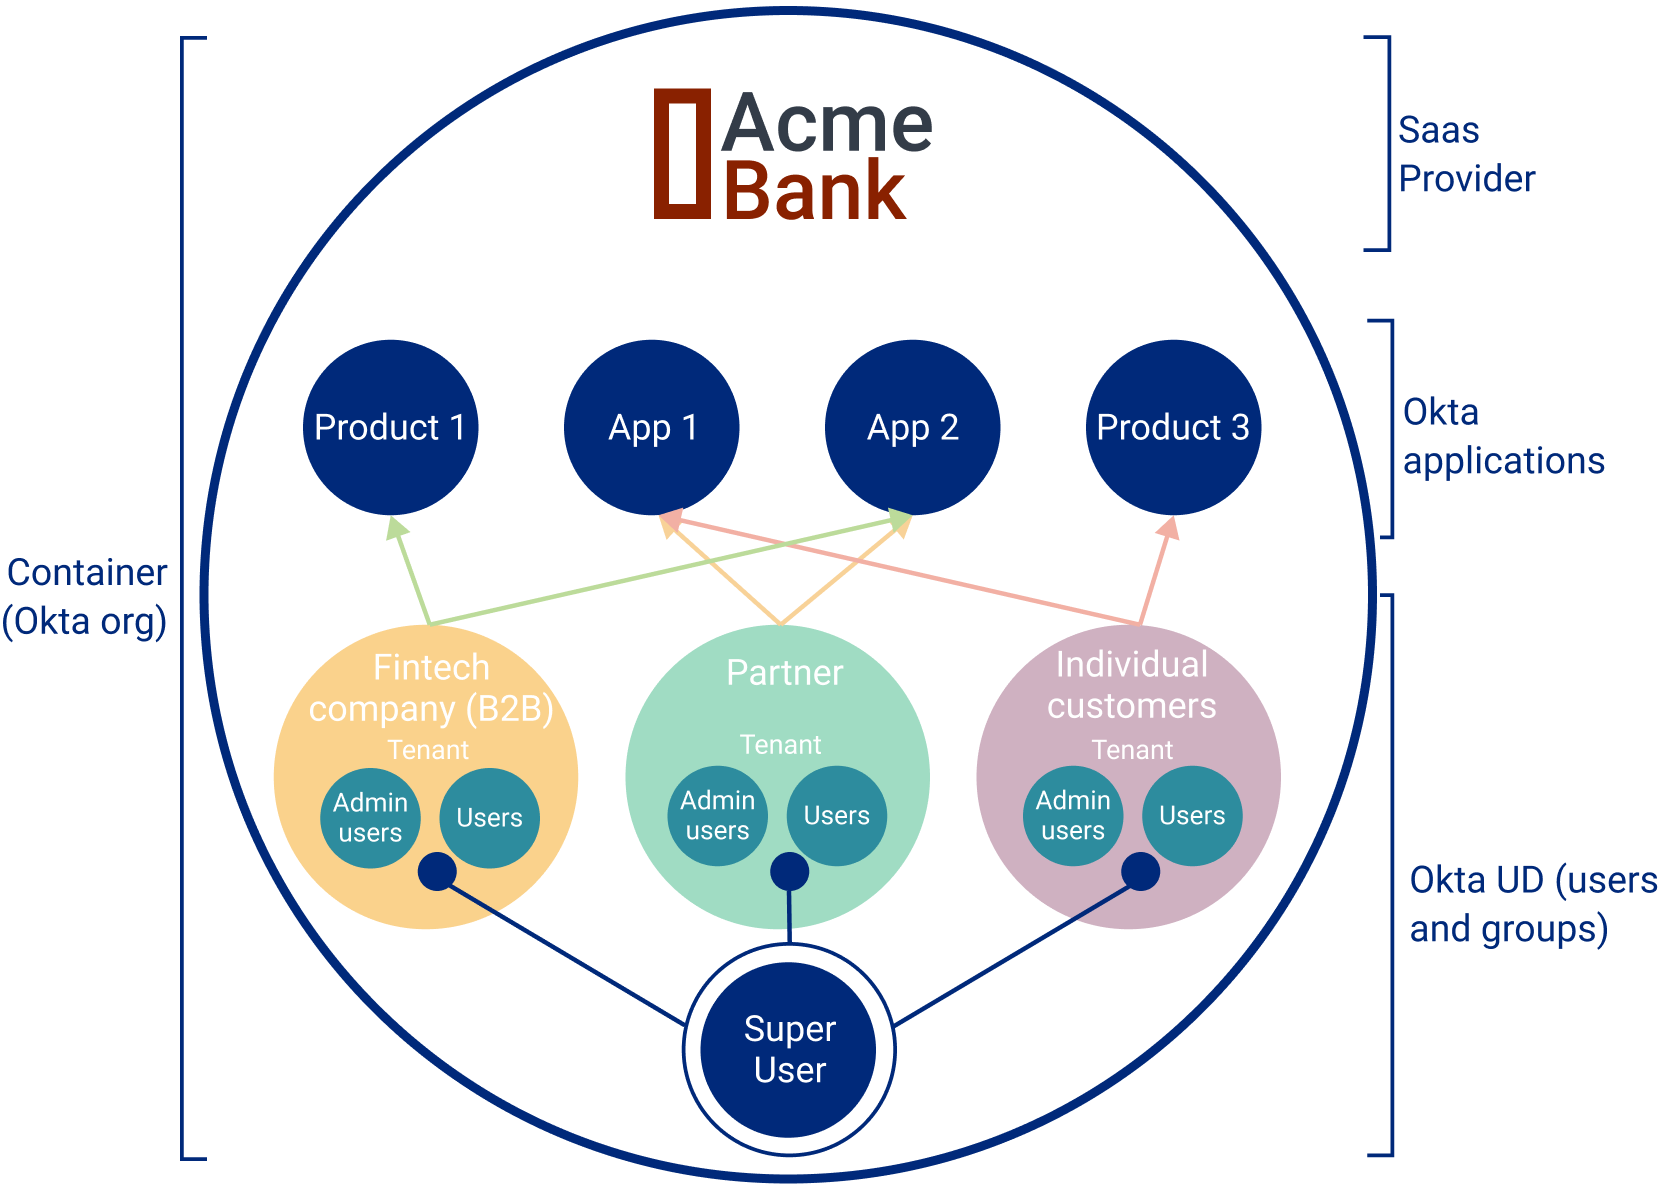 Acme
Bank
Saas
Provider
Product 1
App 1
App 2
Product 3
Okta
applications
Container
(Okta org)
Fintech
company (B2B)
Tenant
Admin
users
Users
Partner
Tenant
Admin
users
Users
Individual
customers
Tenant
Admin
users
Users
Okta UD (users
and groups)
Super
User